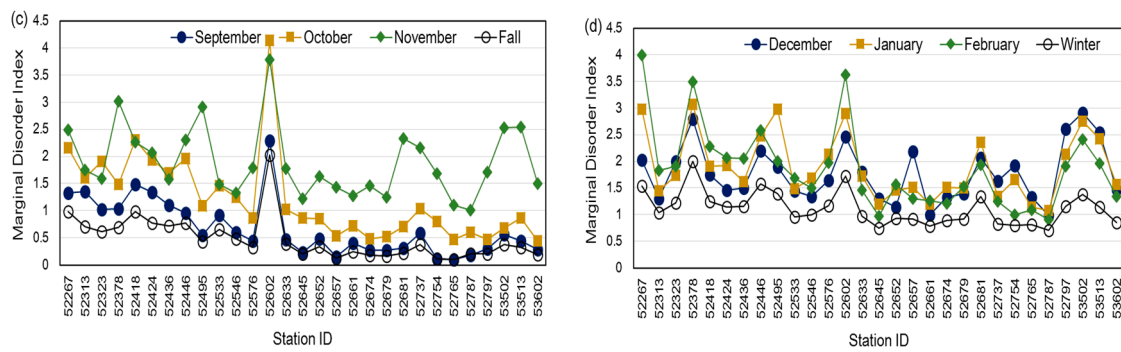 (c)
4.5
4
3.5
3
2.5
2
1.5
1
0.5
0
Marginal Disorder Index
September October November Fall
52267 52313 52323 52378 52418 52424 52436 52446 52495 52533 52546 52576 52602 52633 52645 52652 52657 52661 52674 52679 52681 52737 52754 52765 52787 52797 53502 53513 53602
Station ID
(d)
4.5
4
3.5
3
2.5
2
1.5
1
0.5
0
Marginal Disorder Index
December January February Winter
52267 52313 52323 52378 52418 52424 52436 52446 52495 52533 52546 52576 52602 52633 52645 52652 52657 52661 52674 52679 52681 52737 52754 52765 52787 52797 53502 53513 53602
Station ID